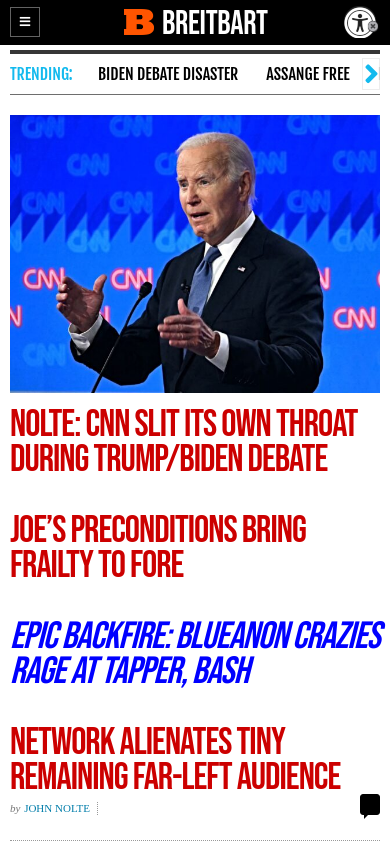 BREITBART
TRENDING:
BIDEN DEBATE DISASTER
ASSANGE FREE
CNN CNN CNN
CNN CNN
CNN
CNN
CNN
NOLTE: CNN SLIT ITS OWN THROAT
DURING TRUMP/BIDEN DEBATE
JOE’S PRECONDITIONS BRING
FRAILTY TO FORE
EPIC BACKFIRE: BLUEANON CRAZIES
RAGE AT TAPPER, BASH
NETWORK ALIENATES TINY
REMAINING FAR-LEFT AUDIENCE
by JOHN NOLTE